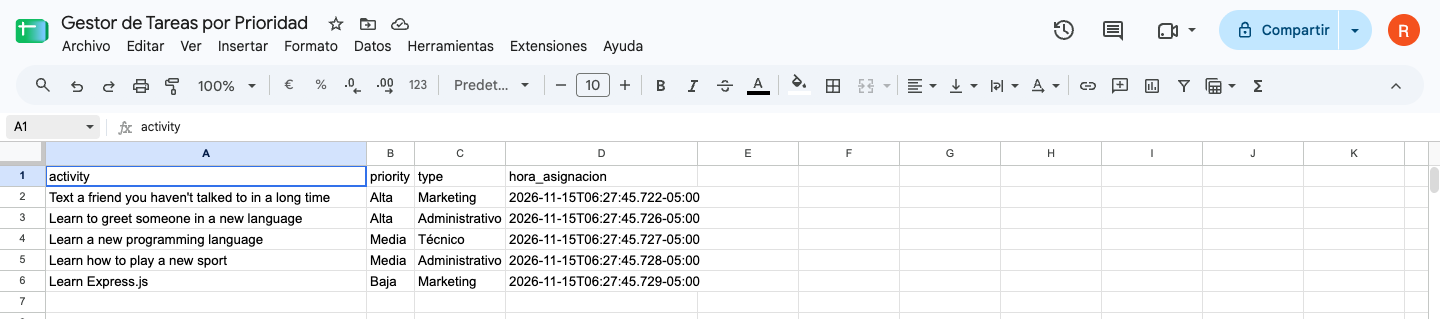 Gestor de Tareas por Prioridad
Archivo Editar Ver Insertar Formato Datos Herramientas Extensiones Ayuda
Compartir
R
100% € % .0 .00 123 Predet... 10 B I S A A Σ
A1 fx activity
A B C D E F G H I J K
1 activity priority type hora_asignacion
2 Text a friend you haven't talked to in a long time Alta Marketing 2026-11-15T06:27:45.722-05:00
3 Learn to greet someone in a new language Alta Administrativo 2026-11-15T06:27:45.726-05:00
4 Learn a new programming language Media Técnico 2026-11-15T06:27:45.727-05:00
5 Learn how to play a new sport Media Administrativo 2026-11-15T06:27:45.728-05:00
6 Learn Express.js Baja Marketing 2026-11-15T06:27:45.729-05:00
7